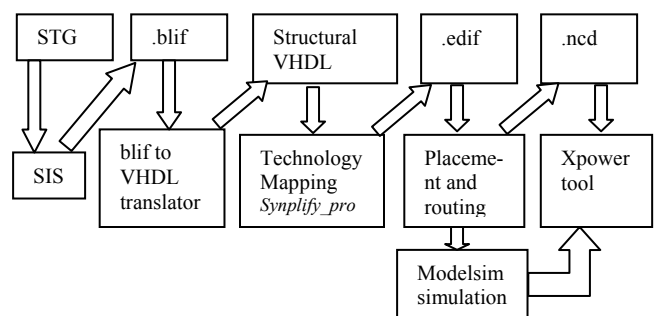 STG
.blif
Structural
VHDL
.edif
.ncd
SIS
blif to
VHDL
translator
Technology
Mapping
Synplify_pro
Placeme-
nt and
routing
Xpower
tool
Modelsim
simulation